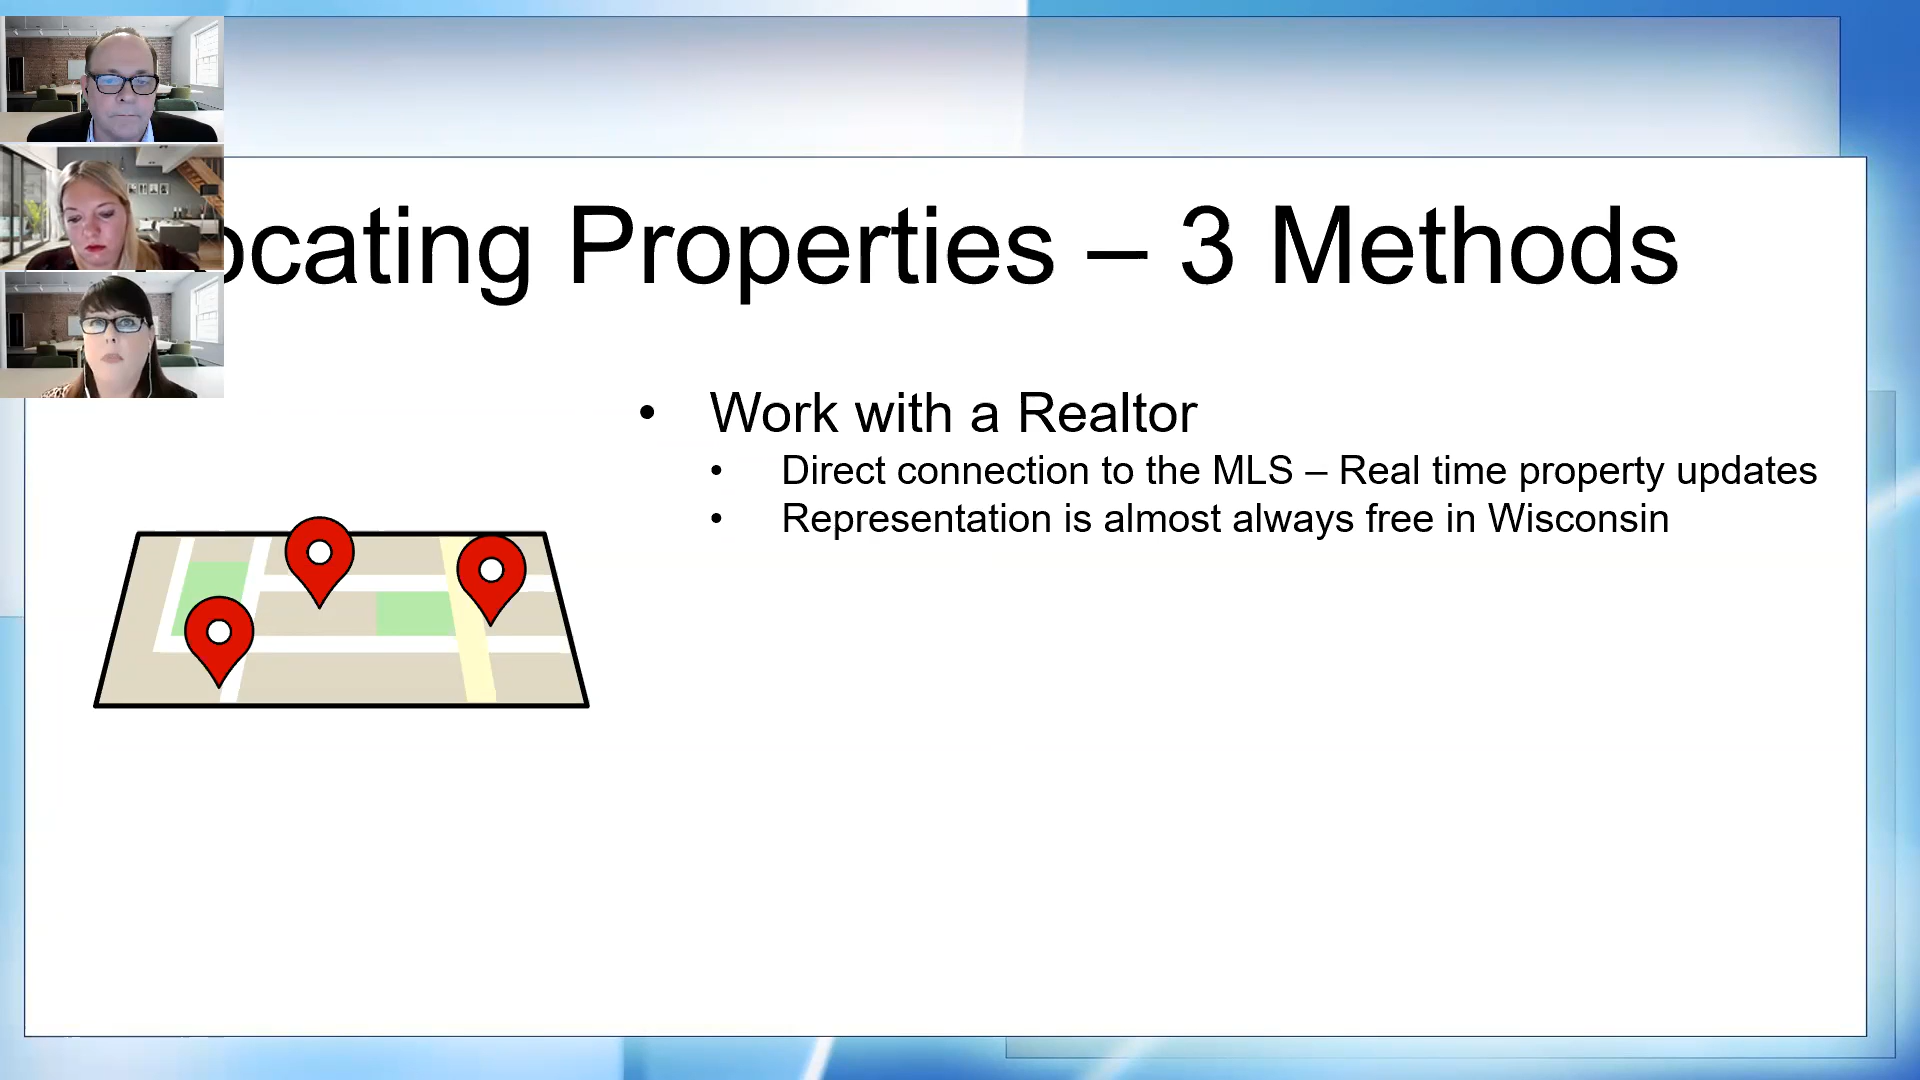 ocating Properties – 3 Methods
• Work with a Realtor
• Direct connection to the MLS – Real time property updates
• Representation is almost always free in Wisconsin